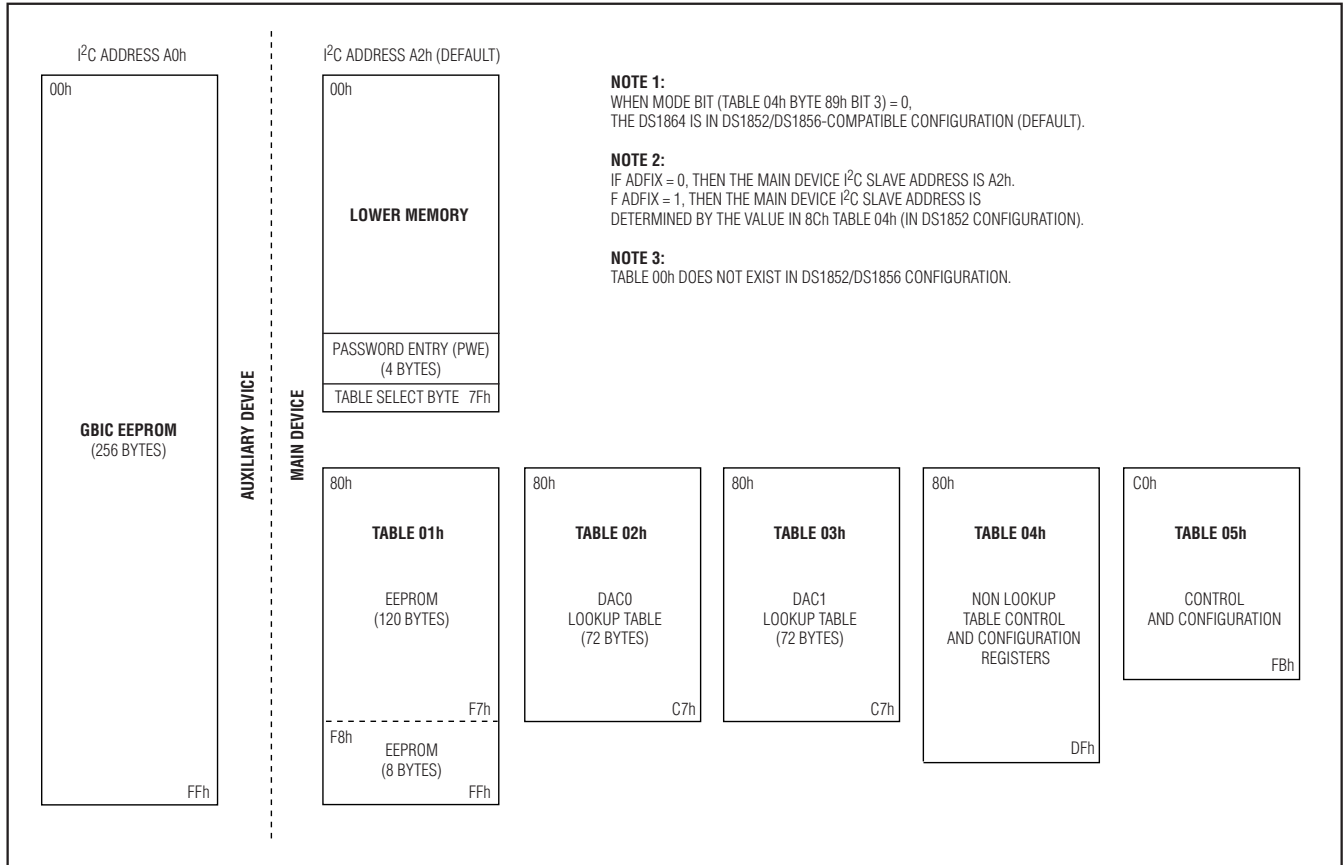 I2C ADDRESS A0h
00h
GBIC EEPROM
(256 BYTES)
FFh
AUXILIARY DEVICE
MAIN DEVICE
I2C ADDRESS A2h (DEFAULT)
00h
LOWER MEMORY
PASSWORD ENTRY (PWE)
(4 BYTES)
TABLE SELECT BYTE 7Fh
NOTE 1:
WHEN MODE BIT (TABLE 04h BYTE 89h BIT 3) = 0,
THE DS1864 IS IN DS1852/DS1856-COMPATIBLE CONFIGURATION (DEFAULT).
NOTE 2:
IF ADFIX = 0, THEN THE MAIN DEVICE I2C SLAVE ADDRESS IS A2h.
F ADFIX = 1, THEN THE MAIN DEVICE I2C SLAVE ADDRESS IS
DETERMINED BY THE VALUE IN 8Ch TABLE 04h (IN DS1852 CONFIGURATION).
NOTE 3:
TABLE 00h DOES NOT EXIST IN DS1852/DS1856 CONFIGURATION.
80h
TABLE 01h
EEPROM
(120 BYTES)
F7h
F8h
EEPROM
(8 BYTES)
FFh
80h
TABLE 02h
DAC0
LOOKUP TABLE
(72 BYTES)
C7h
80h
TABLE 03h
DAC1
LOOKUP TABLE
(72 BYTES)
C7h
80h
TABLE 04h
NON LOOKUP
TABLE CONTROL
AND CONFIGURATION
REGISTERS
DFh
C0h
TABLE 05h
CONTROL
AND CONFIGURATION
FBh